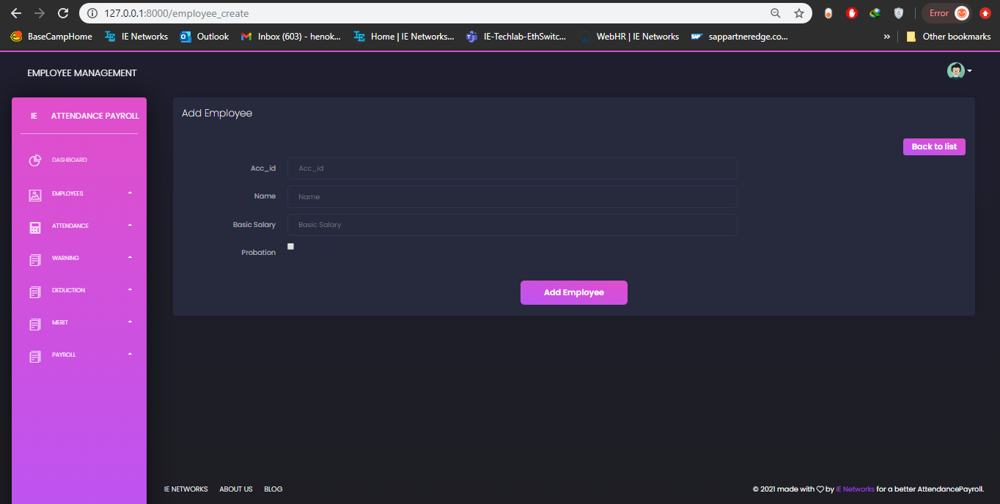 127.0.0.1:8000/employee_create
Error
BaseCampHome IE Networks Outlook Inbox (603) - henok... Home | IE Networks... IE-Techlab-EthSwitc... WebHR | IE Networks sappartneredge.co... » Other bookmarks
EMPLOYEE MANAGEMENT
IE ATTENDANCE PAYROLL
DASHBOARD
EMPLOYEES
ATTENDANCE
WARNING
DEDUCTION
MERIT
PAYROLL
Add Employee
Back to list
Acc_id Acc_id
Name Name
Basic Salary Basic Salary
Probation
Add Employee
IE NETWORKS ABOUT US BLOG
© 2021 made with ♡ by IE Networks for a better AttendancePayroll.